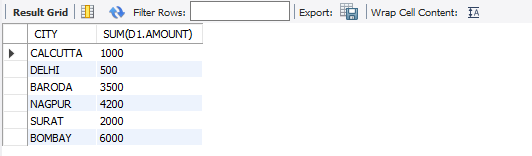 Result Grid Filter Rows: Export: Wrap Cell Content: IA
CITY SUM(D1.AMOUNT)
CALCUTTA 1000
DELHI 500
BARODA 3500
NAGPUR 4200
SURAT 2000
BOMBAY 6000